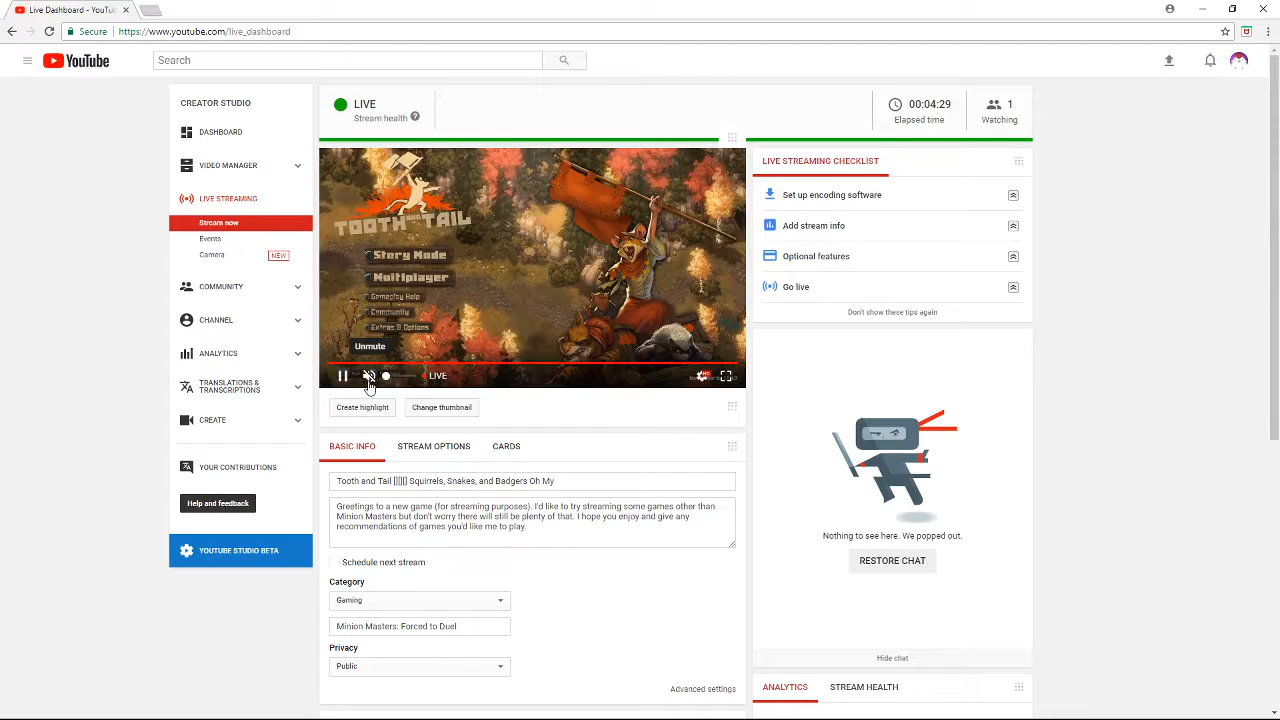 Live Dashboard - YouTu
Secure
https://www.youtube.com/live_dashboard
YouTube
Search
CREATOR STUDIO
DASHBOARD
VIDEO MANAGER
LIVE STREAMING
Stream now
Events
Camera
NEW
COMMUNITY
CHANNEL
ANALYTICS
TRANSLATIONS &
TRANSCRIPTIONS
CREATE
YOUR CONTRIBUTIONS
Help and feedback
YOUTUBE STUDIO BETA
LIVE
Stream health
00:04:29
Elapsed time
1
Watching
TOOTH AND TAIL
Story Mode
Multiplayer
Gameplay Help
Community
Extras & Options
Unmute
LIVE
HD
Create highlight
Change thumbnail
BASIC INFO
STREAM OPTIONS
CARDS
Tooth and Tail [][][] Squirrels, Snakes, and Badgers Oh My
Greetings to a new game (for streaming purposes). I'd like to try streaming some games other than
Minion Masters but don't worry there will still be plenty of that. I hope you enjoy and give any
recommendations of games you'd like me to play.
Schedule next stream
Category
Gaming
Minion Masters: Forced to Duel
Privacy
Public
Advanced settings
LIVE STREAMING CHECKLIST
Set up encoding software
Add stream info
Optional features
Go live
Don't show these tips again
Nothing to see here. We popped out.
RESTORE CHAT
Hide chat
ANALYTICS
STREAM HEALTH